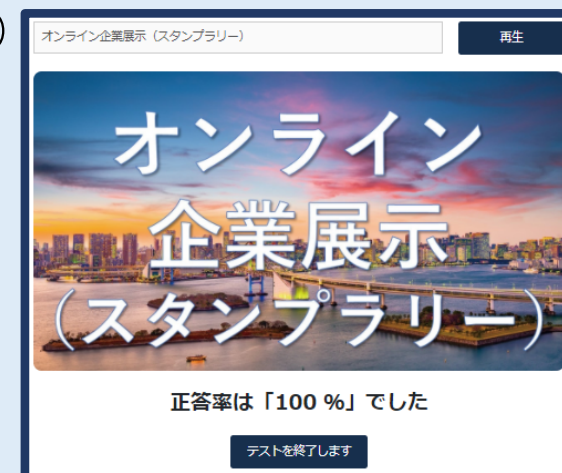 )
オンライン企業展示（スタンプラリー）
再生
オンライン
企業展示
（スタンプラリー）
正答率は「100 %」でした
テストを終了します